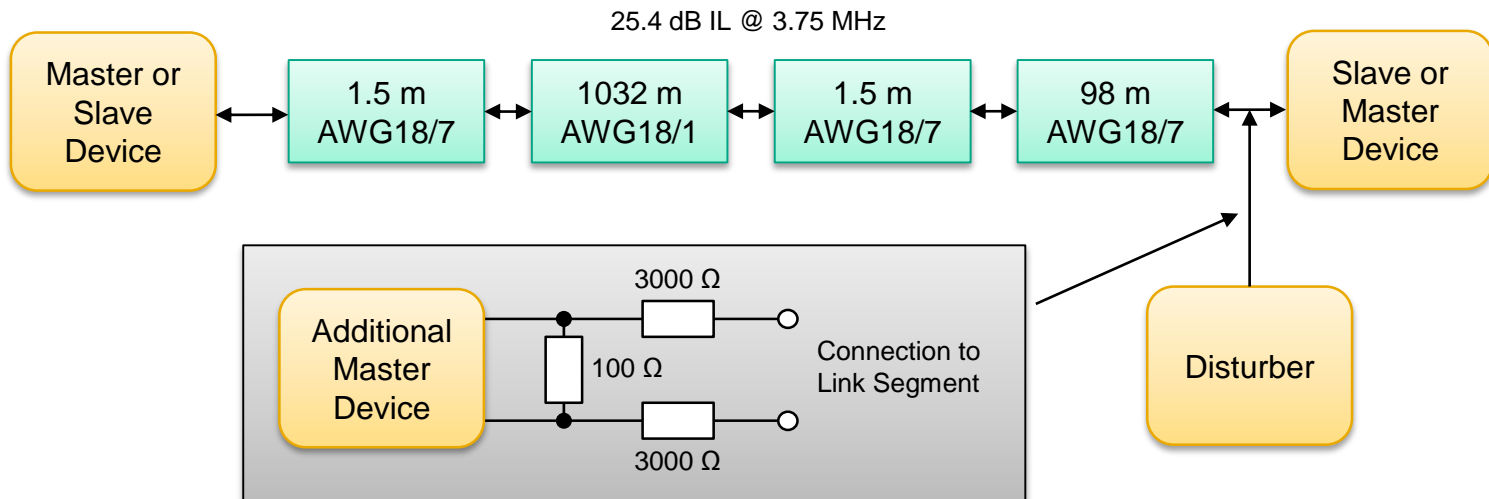 25.4 dB IL @ 3.75 MHz
Master or
Slave
Device
1.5 m
AWG18/7
1032 m
AWG18/1
1.5 m
AWG18/7
98 m
AWG18/7
Slave or
Master
Device
Additional
Master
Device
3000 Ω
100 Ω
3000 Ω
Connection to
Link Segment
Disturber